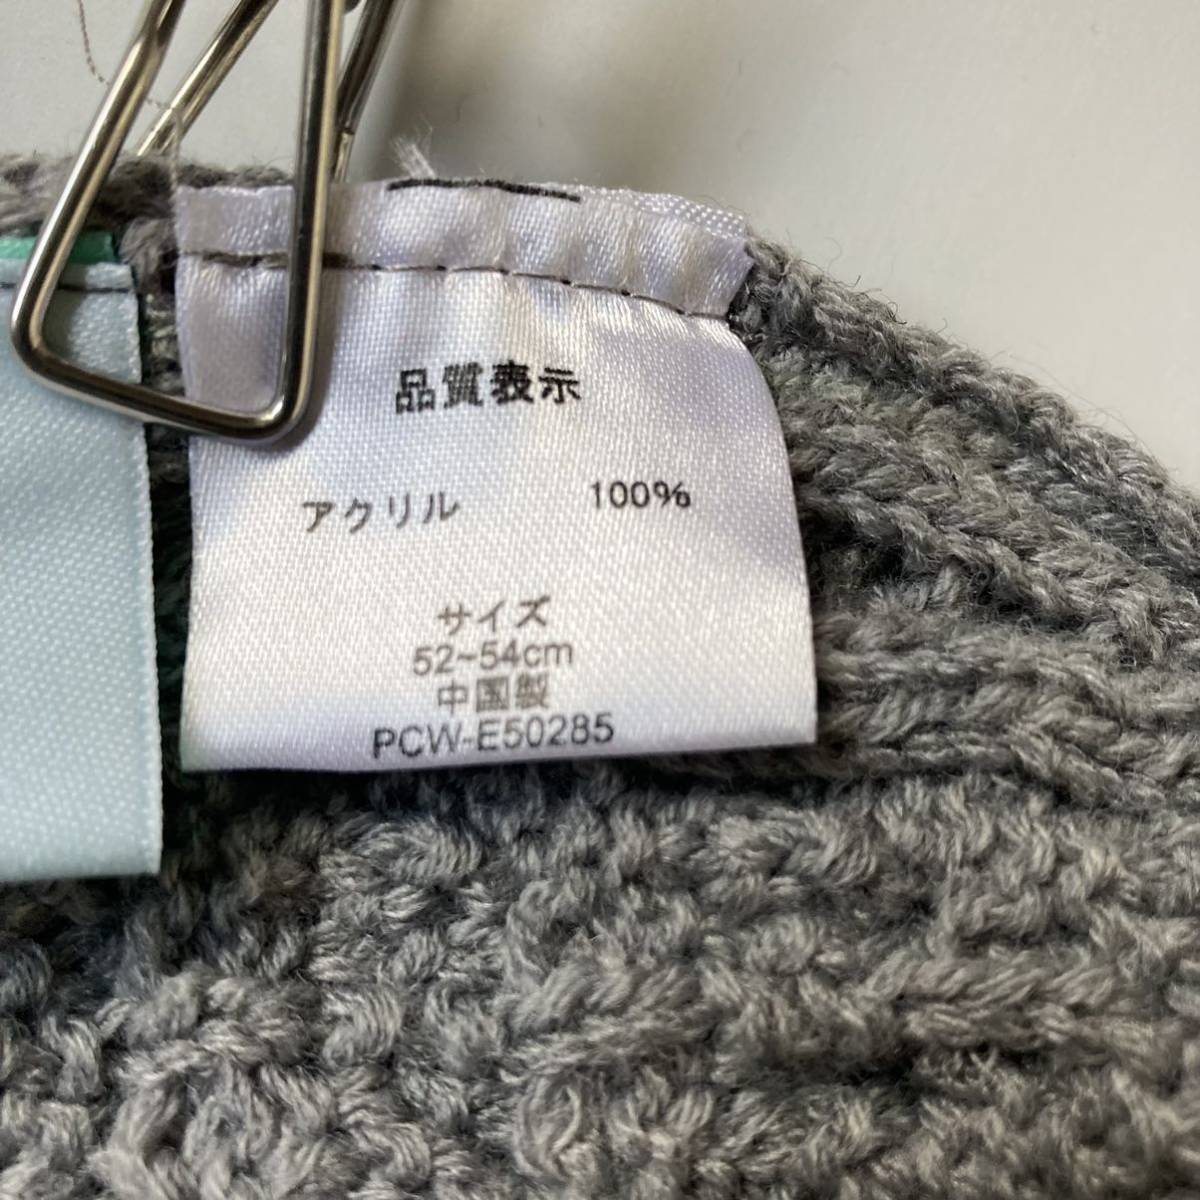 品質表示
アクリル 100%
サイズ
52~54cm
中国製
PCW-E50285